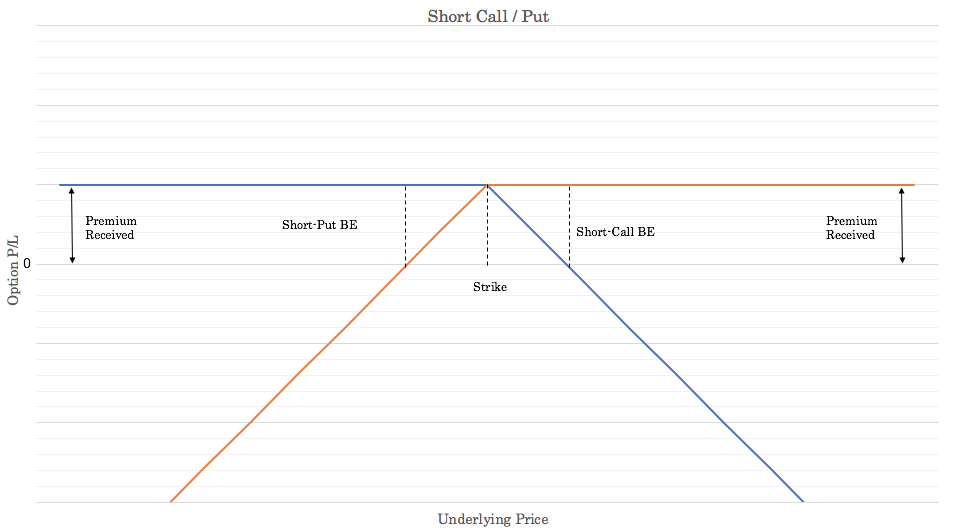 Short Call / Put
Premium
Received
Short-Put BE
Short-Call BE
Premium
Received
Option P/L
0
Strike
Underlying Price